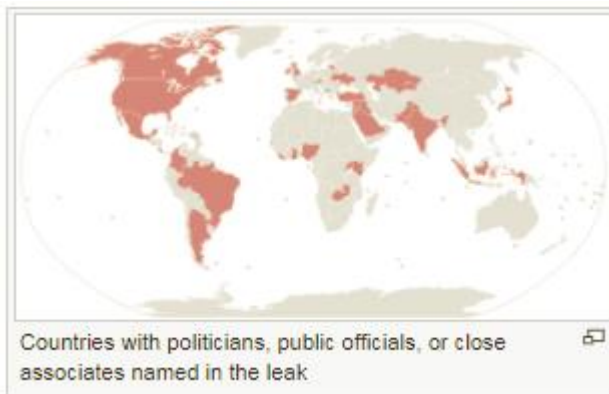 Countries with politicians, public officials, or close
associates named in the leak